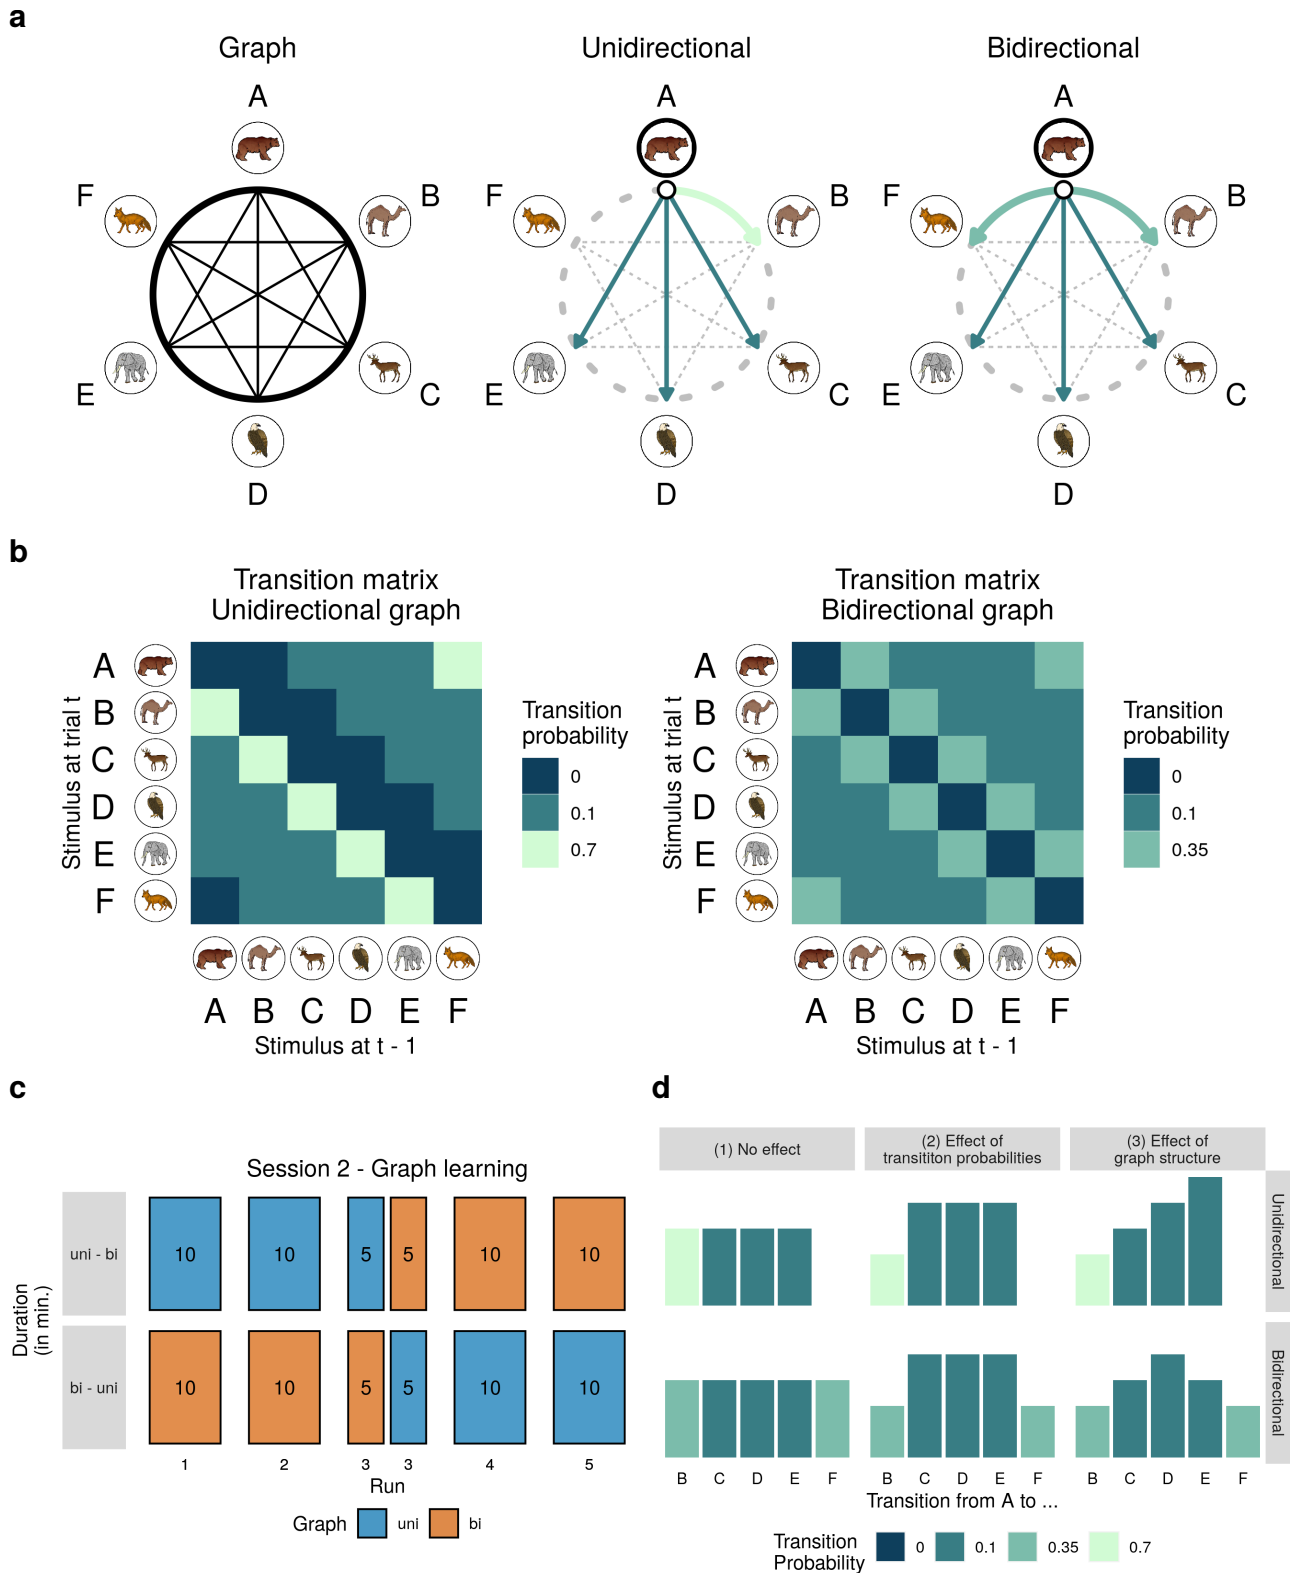 a
Graph
Unidirectional
Bidirectional
A
A
A
F
B
F
B
F
B
E
C
E
C
E
C
D
D
D
b
Transition matrix
Unidirectional graph
Transition matrix
Bidirectional graph
Stimulus at trial t
A
B
C
D
E
F
A B C D E F
Stimulus at t - 1
Transition
probability
0
0.1
0.7
Stimulus at trial t
A
B
C
D
E
F
A B C D E F
Stimulus at t - 1
Transition
probability
0
0.1
0.35
c
Session 2 - Graph learning
Duration
(in min.)
uni - bi
10 10 5 5 10 10
bi - uni
10 10 5 5 10 10
1 2 3 3 4 5
Run
Graph uni bi
d
(1) No effect
(2) Effect of
transititon probabilities
(3) Effect of
graph structure
Unidirectional
Bidirectional
B C D E F
B C D E F
B C D E F
Transition from A to ...
Transition
Probability
0 0.1 0.35 0.7